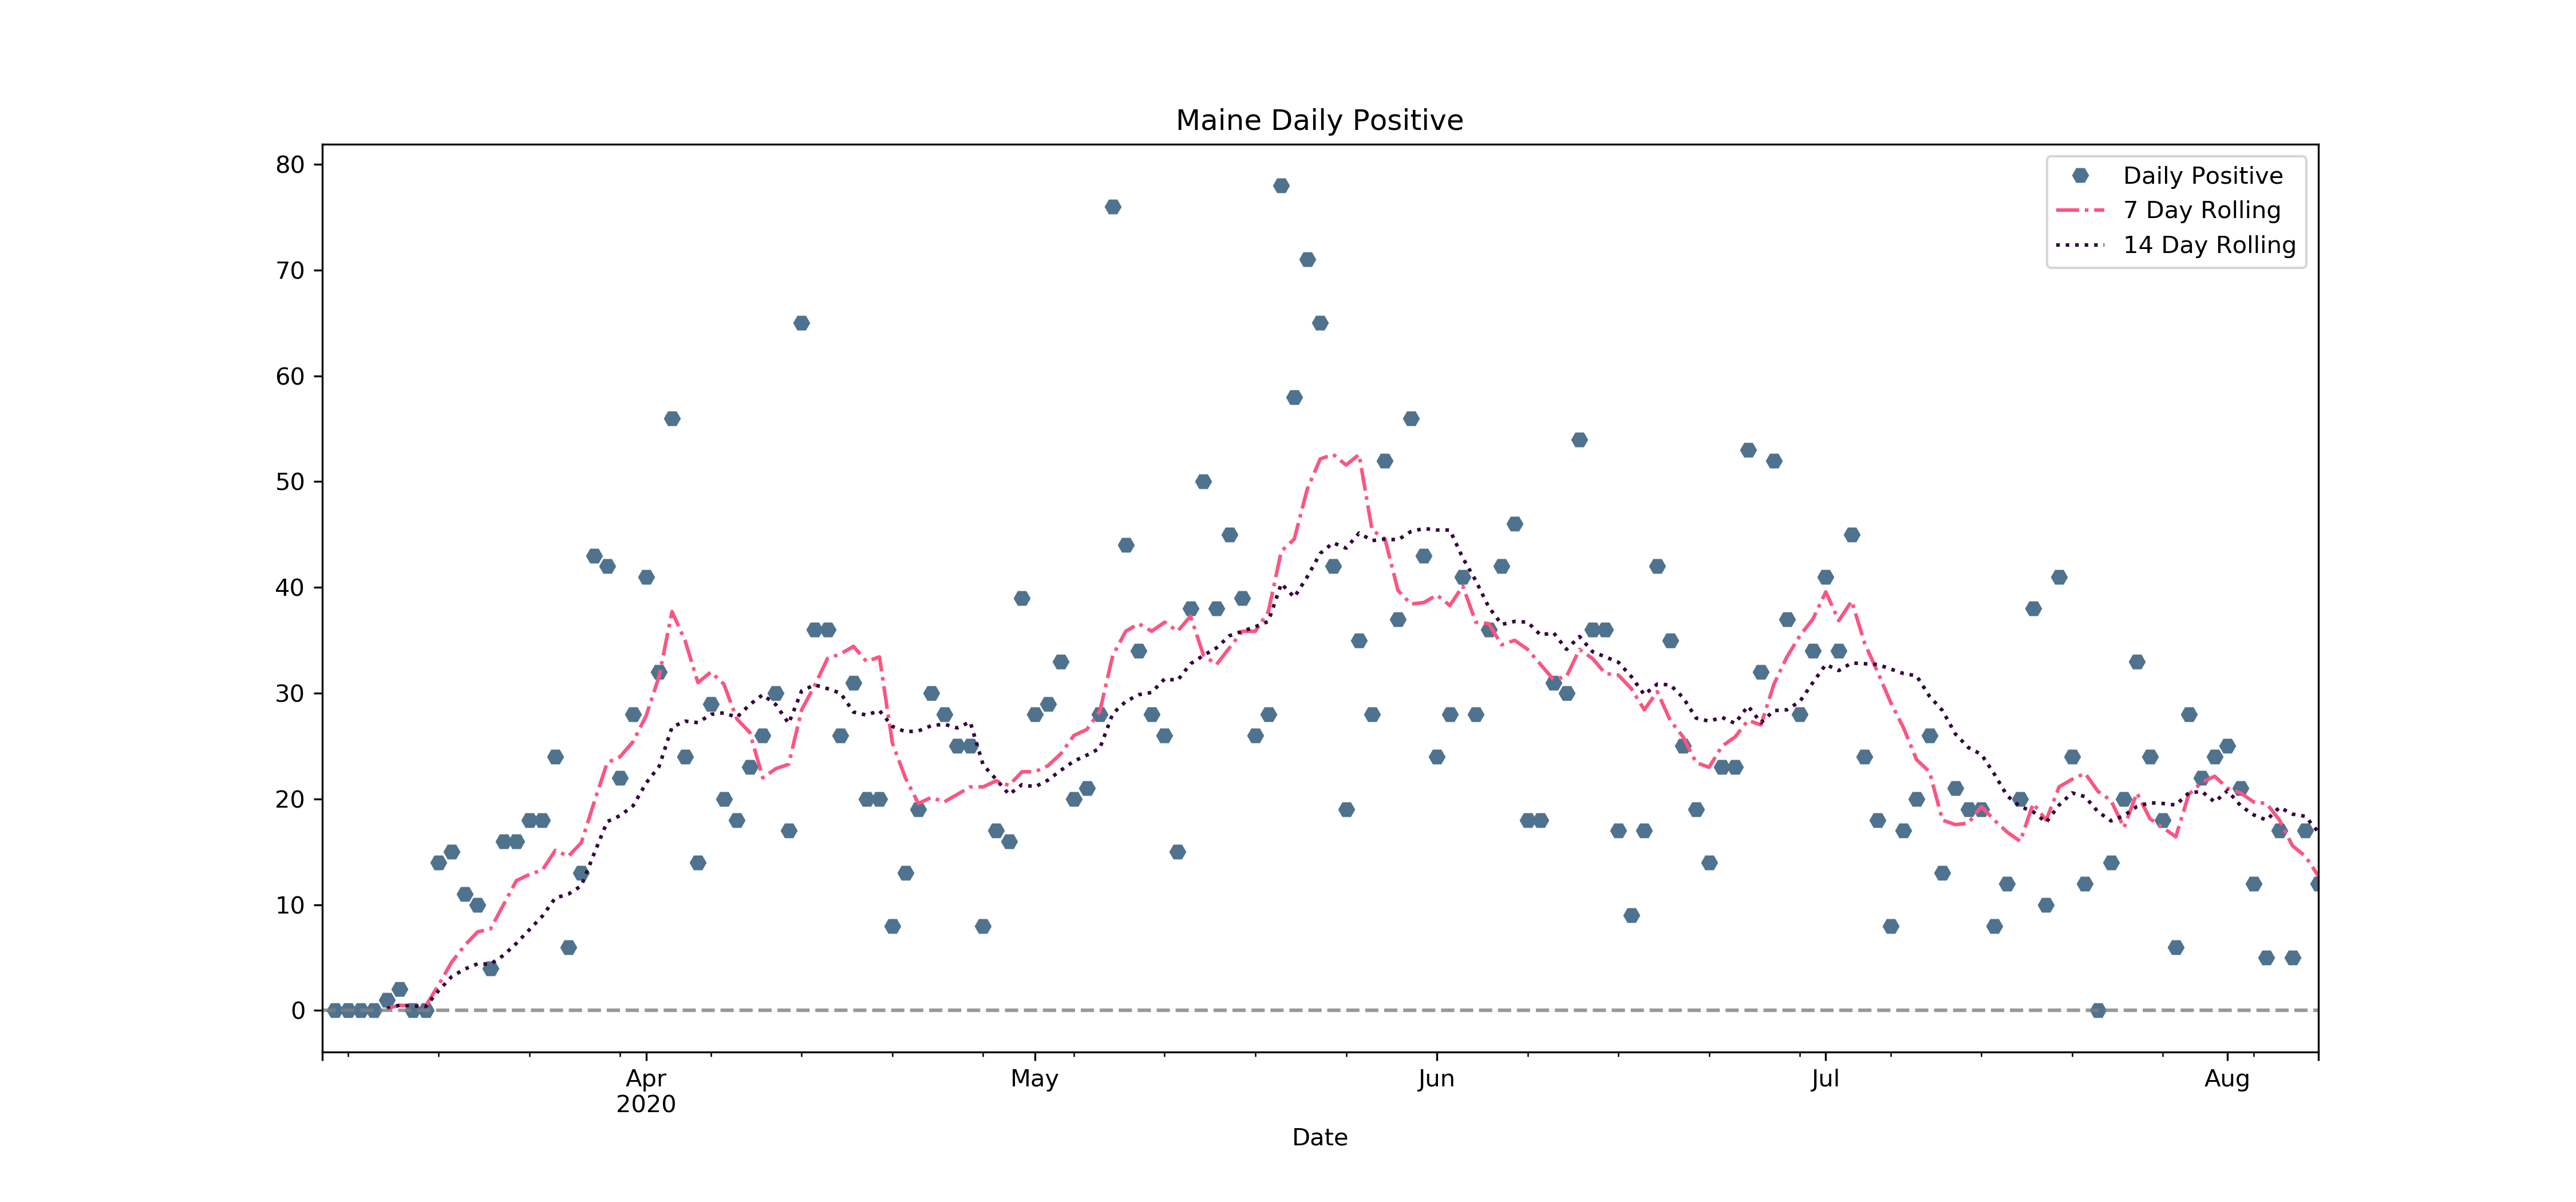 Maine Daily Positive
80
70
60
50
40
30
20
10
0
Daily Positive
7 Day Rolling
14 Day Rolling
Apr May Jun Jul Aug
2020
Date